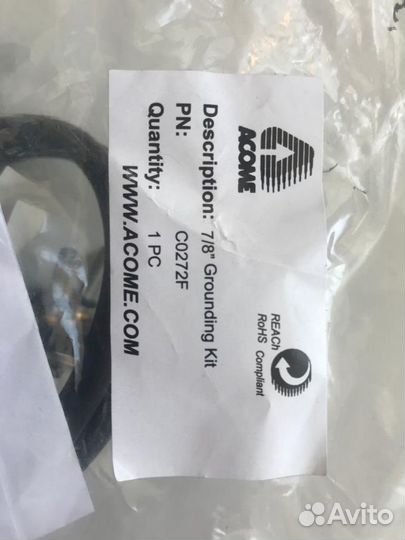 ACOME
Description: 7/8" Grounding Kit
PN: C0272F
Quantity: 1 PC
WWW.ACOME.COM
REACh
RoHS Compliant
Avito